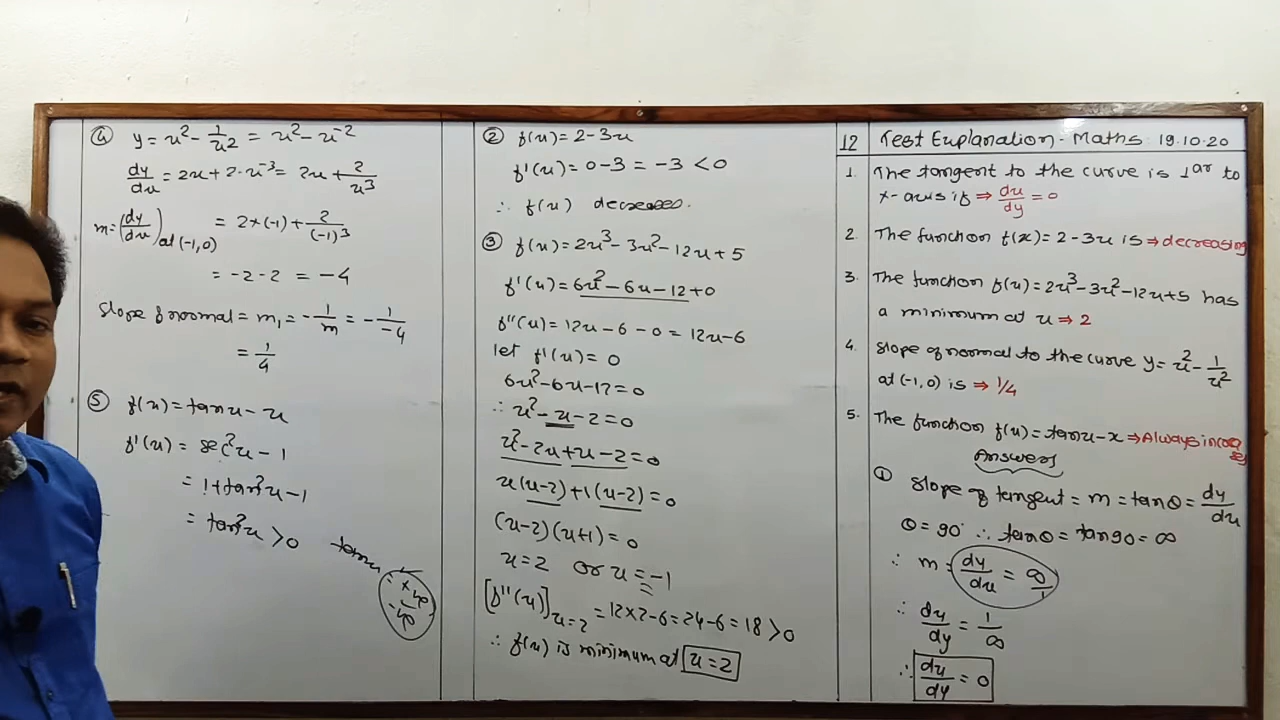 ④ y = x² - 1/x² = x² - x⁻²
dy/dx = 2x + 2·x⁻³ = 2x + 2/x³
m = (dy/dx) at (-1,0) = 2×(-1) + 2/(-1)³
= -2 - 2 = -4
Slope of normal = m₁ = -1/m = -1/-4
= 1/4
⑤ f(x) = tanx - x
f'(x) = sec²x - 1
= 1 + tan²x - 1
= tan²x > 0 tanx
② f(x) = 2 - 3x
f'(x) = 0 - 3 = -3 < 0
∴ f(x) decreases.
③ f(x) = 2x³ - 3x² - 12x + 5
f'(x) = 6x² - 6x - 12 + 0
f''(x) = 12x - 6 - 0 = 12x - 6
let f'(x) = 0
6x² - 6x - 12 = 0
∴ x² - x - 2 = 0
x² - 2x + x - 2 = 0
x(x-2) + 1(x-2) = 0
(x-2)(x+1) = 0
x = 2 or x = -1
[f''(x)]x=2 = 12×2-6 = 24-6 = 18 > 0
∴ f(x) is minimum at x = 2
12 Test Explanation - Maths 19.10.20
1. The tangent to the curve is ⊥ar to
x-axis if ⇒ dx/dy = 0
2. The function f(x) = 2 - 3x is ⇒ decreasing
3. The function f(x) = 2x³ - 3x² - 12x + 5 has
a minimum at x ⇒ 2
4. Slope of normal to the curve y = x² - 1/x²
at (-1,0) is ⇒ 1/4
5. The function f(x) = tanx - x ⇒ Always increases
Answers
① Slope of tangent = m = tanθ = dy/dx
θ = 90° ∴ tanθ = tan90 = ∞
∴ m = dy/dx = ∞/1
∴ dx/dy = 1/∞
∴ dx/dy = 0